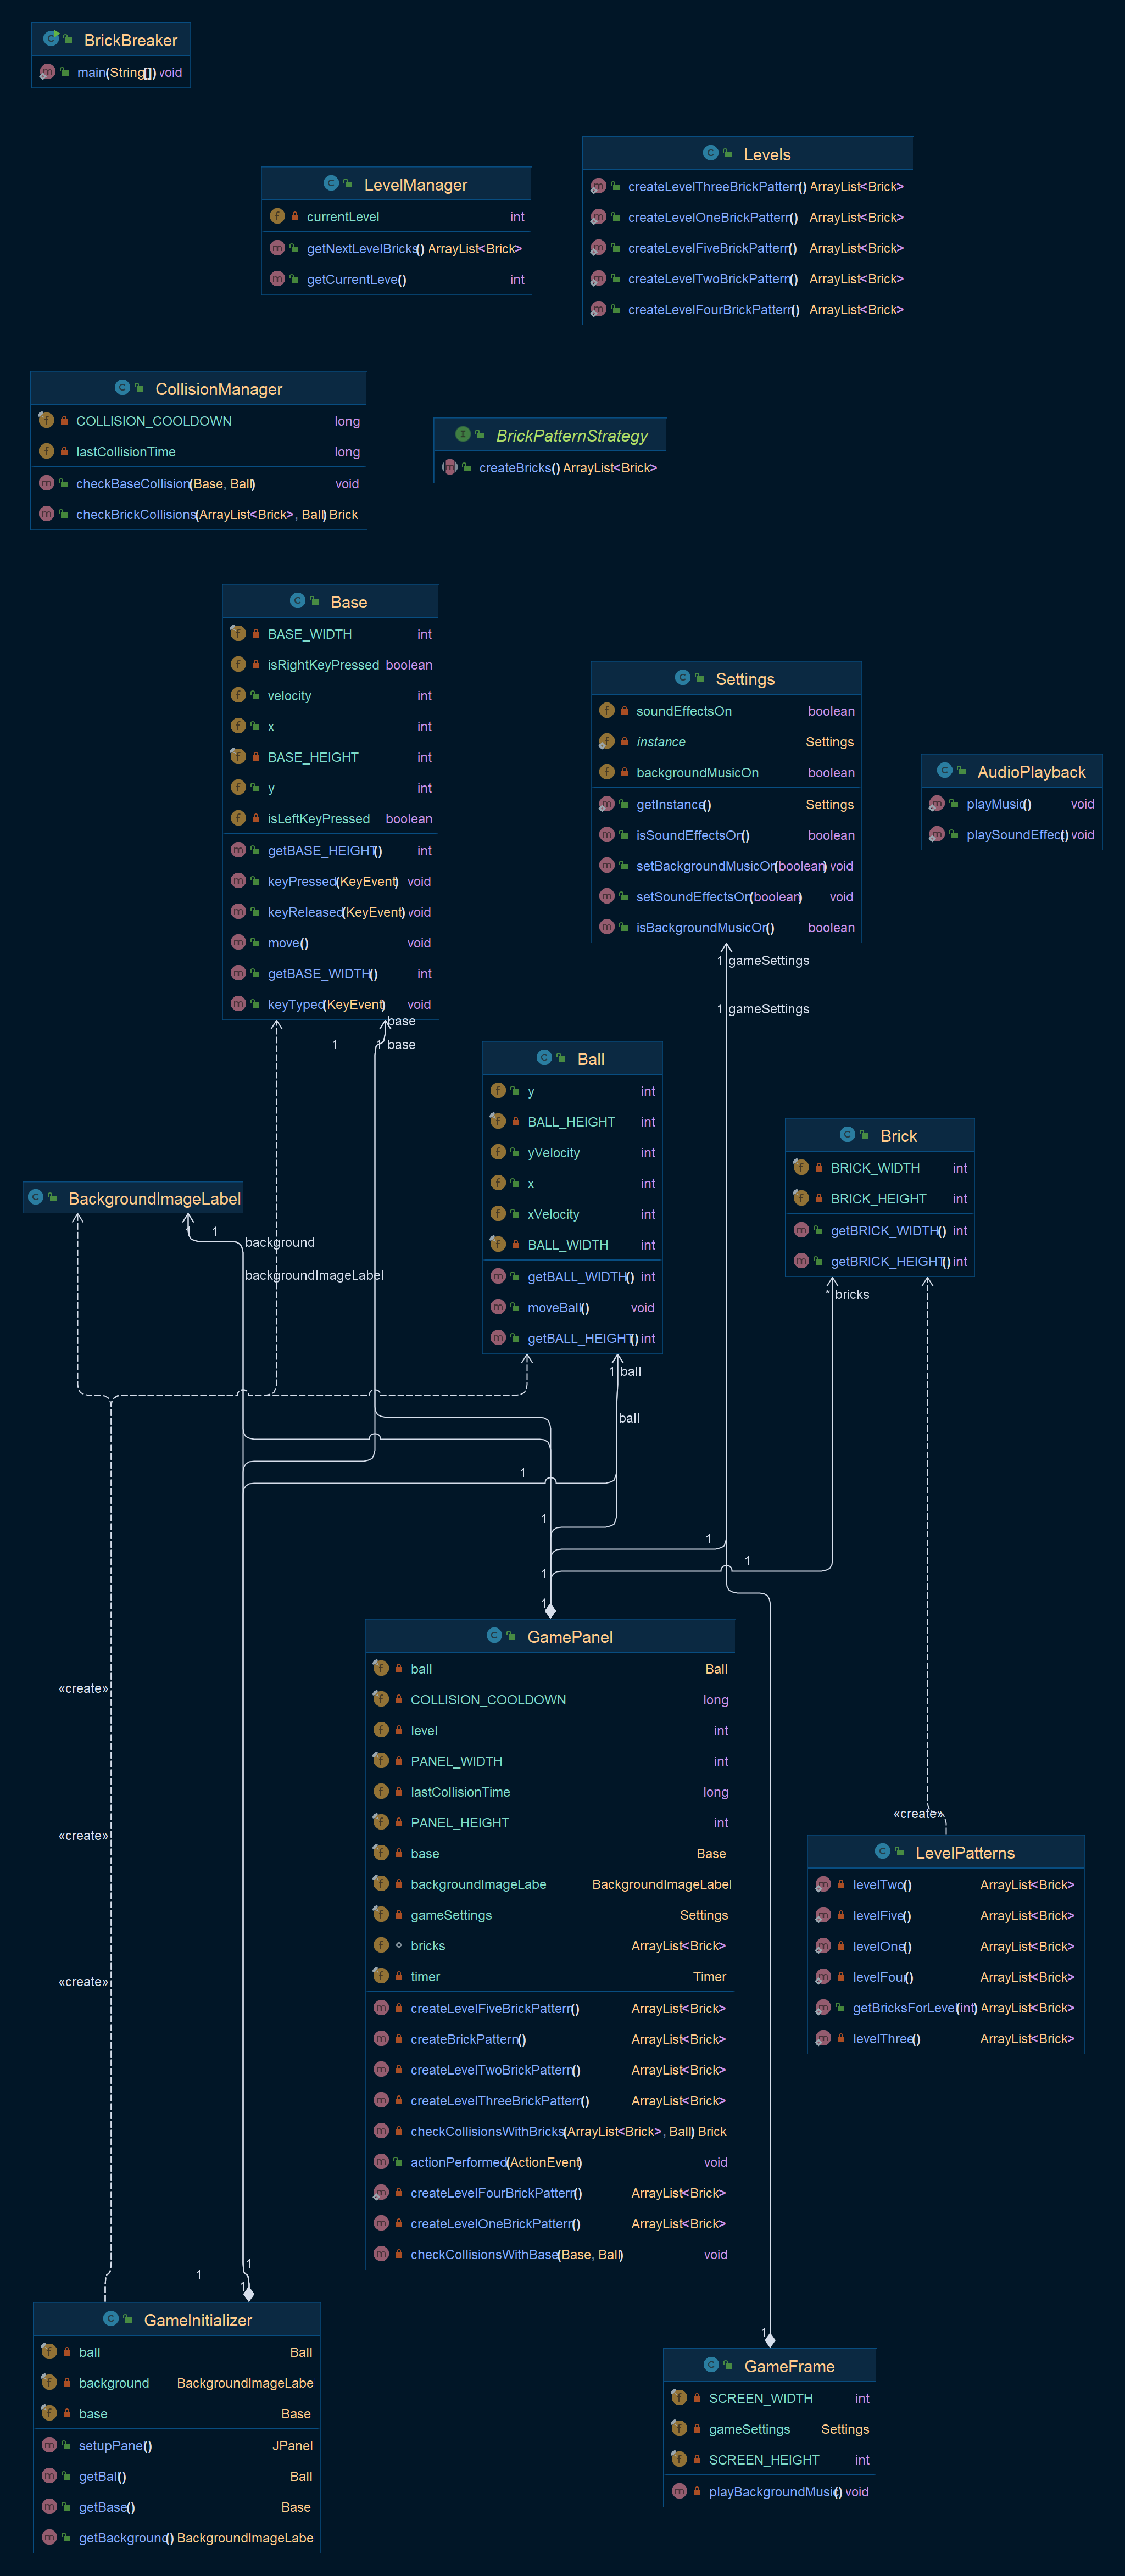 BrickBreaker
main(String[]) void
LevelManager
currentLevel int
getNextLevelBricks() ArrayList<Brick>
getCurrentLeve() int
Levels
createLevelThreeBrickPattern() ArrayList<Brick>
createLevelOneBrickPattern() ArrayList<Brick>
createLevelFiveBrickPattern() ArrayList<Brick>
createLevelTwoBrickPattern() ArrayList<Brick>
createLevelFourBrickPattern() ArrayList<Brick>
CollisionManager
COLLISION_COOLDOWN long
lastCollisionTime long
checkBaseCollision(Base, Ball) void
checkBrickCollisions(ArrayList<Brick>, Ball) Brick
BrickPatternStrategy
createBricks() ArrayList<Brick>
Base
BASE_WIDTH int
isRightKeyPressed boolean
velocity int
x int
BASE_HEIGHT int
y int
isLeftKeyPressed boolean
getBASE_HEIGHT() int
keyPressed(KeyEvent) void
keyReleased(KeyEvent) void
move() void
getBASE_WIDTH() int
keyTyped(KeyEvent) void
Settings
soundEffectsOn boolean
instance Settings
backgroundMusicOn boolean
getInstance() Settings
isSoundEffectsOn() boolean
setBackgroundMusicOn(boolean) void
setSoundEffectsOn(boolean) void
isBackgroundMusicOn() boolean
AudioPlayback
playMusic() void
playSoundEffect() void
1 gameSettings
1 gameSettings
base
1 1 base
Ball
y int
BALL_HEIGHT int
yVelocity int
x int
xVelocity int
BALL_WIDTH int
getBALL_WIDTH() int
moveBall() void
getBALL_HEIGHT() int
Brick
BRICK_WIDTH int
BRICK_HEIGHT int
getBRICK_WIDTH() int
getBRICK_HEIGHT() int
BackgroundImageLabel
1 1
background
backgroundImageLabel
* bricks
1 ball
ball
1
1
1
1
1
1
GamePanel
ball Ball
COLLISION_COOLDOWN long
level int
PANEL_WIDTH int
lastCollisionTime long
PANEL_HEIGHT int
base Base
backgroundImageLabe BackgroundImageLabel
gameSettings Settings
bricks ArrayList<Brick>
timer Timer
createLevelFiveBrickPattern() ArrayList<Brick>
createBrickPattern() ArrayList<Brick>
createLevelTwoBrickPattern() ArrayList<Brick>
createLevelThreeBrickPattern() ArrayList<Brick>
checkCollisionsWithBricks(ArrayList<Brick>, Ball) Brick
actionPerformed(ActionEvent) void
createLevelFourBrickPattern() ArrayList<Brick>
createLevelOneBrickPattern() ArrayList<Brick>
checkCollisionsWithBase(Base, Ball) void
«create»
«create»
«create»
«create»
LevelPatterns
levelTwo() ArrayList<Brick>
levelFive() ArrayList<Brick>
levelOne() ArrayList<Brick>
levelFour() ArrayList<Brick>
getBricksForLevel(int) ArrayList<Brick>
levelThree() ArrayList<Brick>
1
1
1
GameInitializer
ball Ball
background BackgroundImageLabel
base Base
setupPanel() JPanel
getBall() Ball
getBase() Base
getBackground() BackgroundImageLabel
1
GameFrame
SCREEN_WIDTH int
gameSettings Settings
SCREEN_HEIGHT int
playBackgroundMusic() void